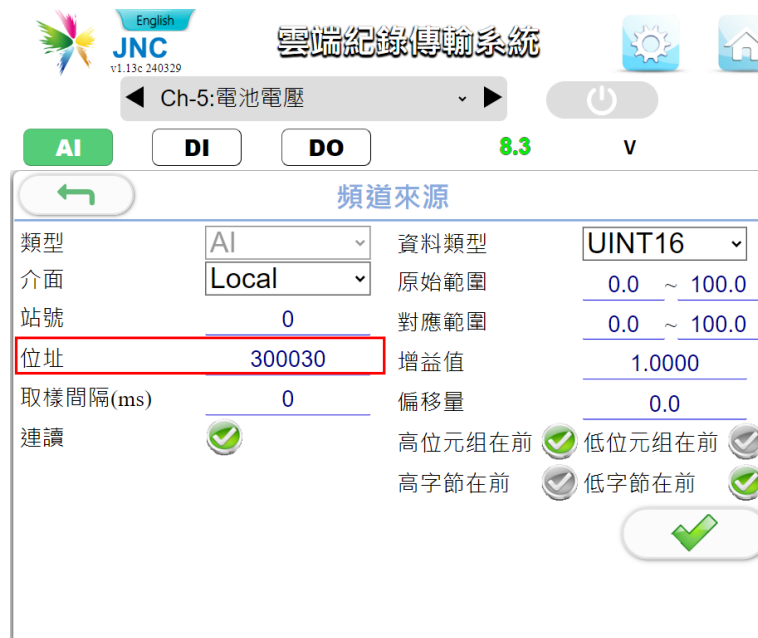 English
JNC
v1.13c 240329
雲端紀錄傳輸系統
Ch-5:電池電壓
AI DI DO 8.3 V
頻道來源
類型 AI 資料類型 UINT16
介面 Local 原始範圍 0.0 ~ 100.0
站號 0 對應範圍 0.0 ~ 100.0
位址 300030 增益值 1.0000
取樣間隔(ms) 0 偏移量 0.0
連讀 高位元组在前 低位元组在前
高字節在前 低字節在前